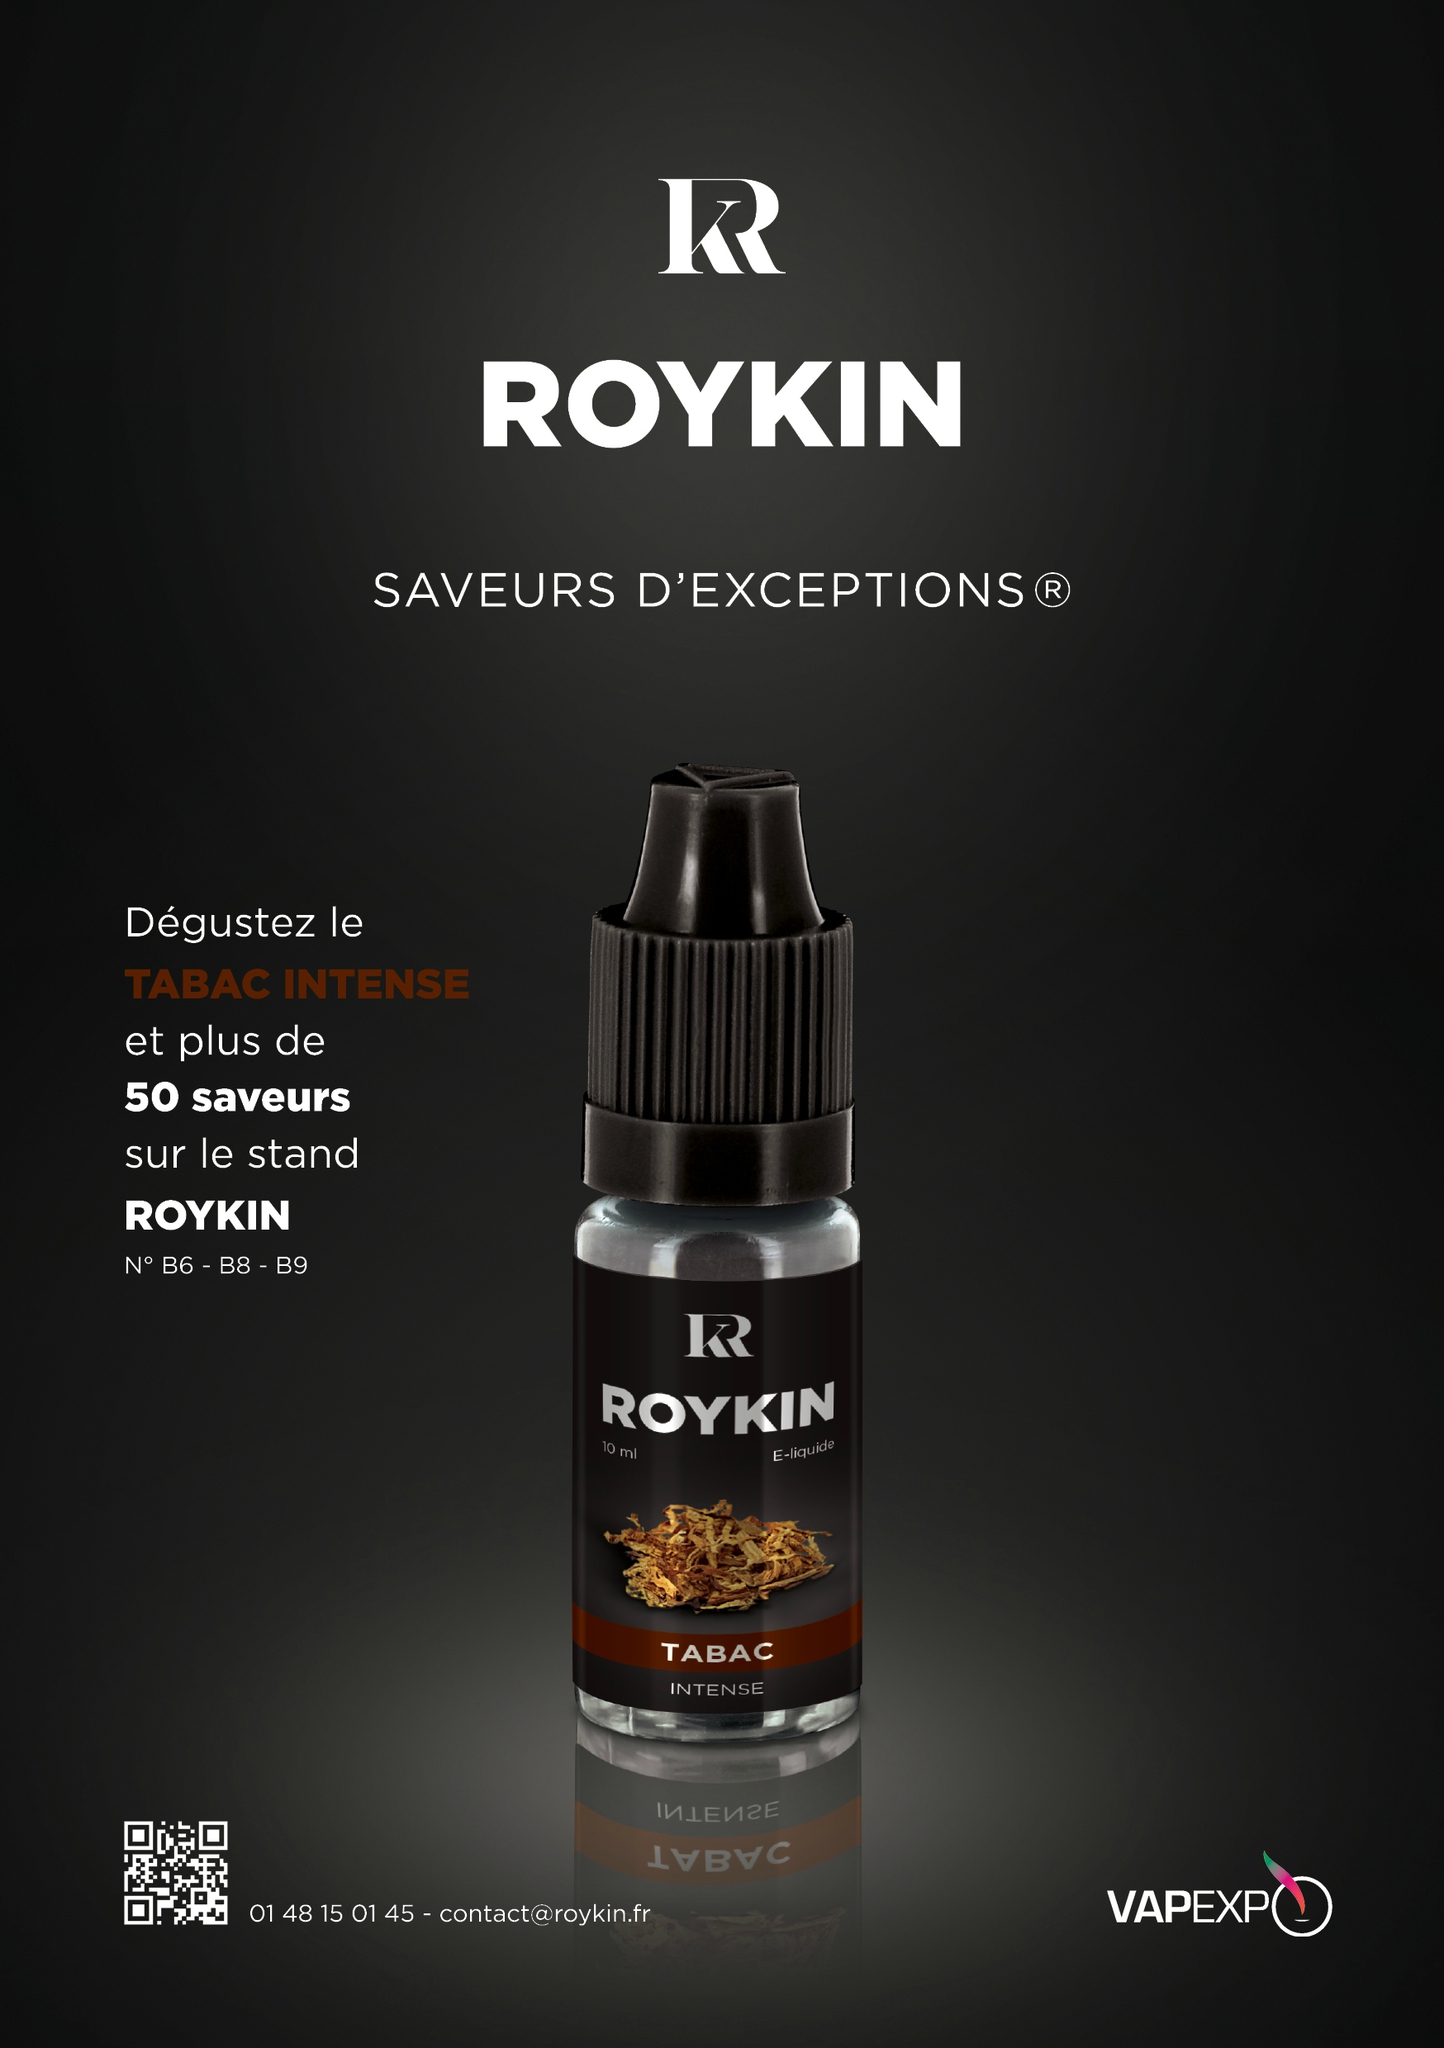 KR
ROYKIN
SAVEURS D’EXCEPTIONS®
Dégustez le
TABAC INTENSE
et plus de
50 saveurs
sur le stand
ROYKIN
N° B6 - B8 - B9
KR
ROYKIN
10 ml E-liquide
TABAC
INTENSE
INTENSE
TABAC
01 48 15 01 45 - contact@roykin.fr
VAPEXPO